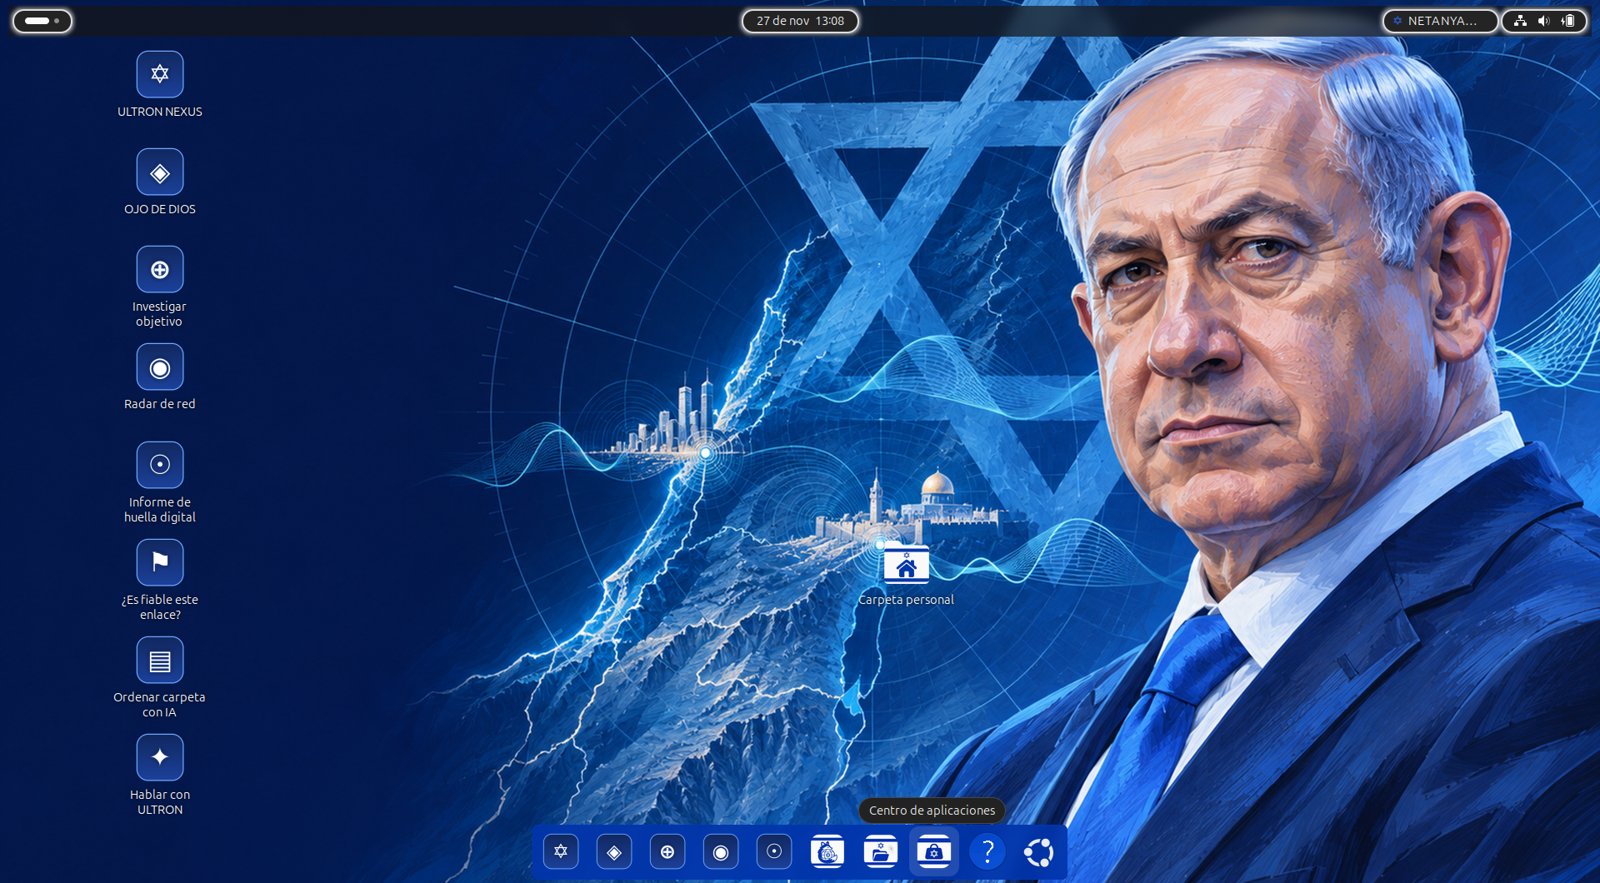 27 de nov 13:08
NETANYA...
ULTRON NEXUS
OJO DE DIOS
Investigar
objetivo
Radar de red
Informe de
huella digital
¿Es fiable este
enlace?
Ordenar carpeta
con IA
Hablar con
ULTRON
Carpeta personal
Centro de aplicaciones
?